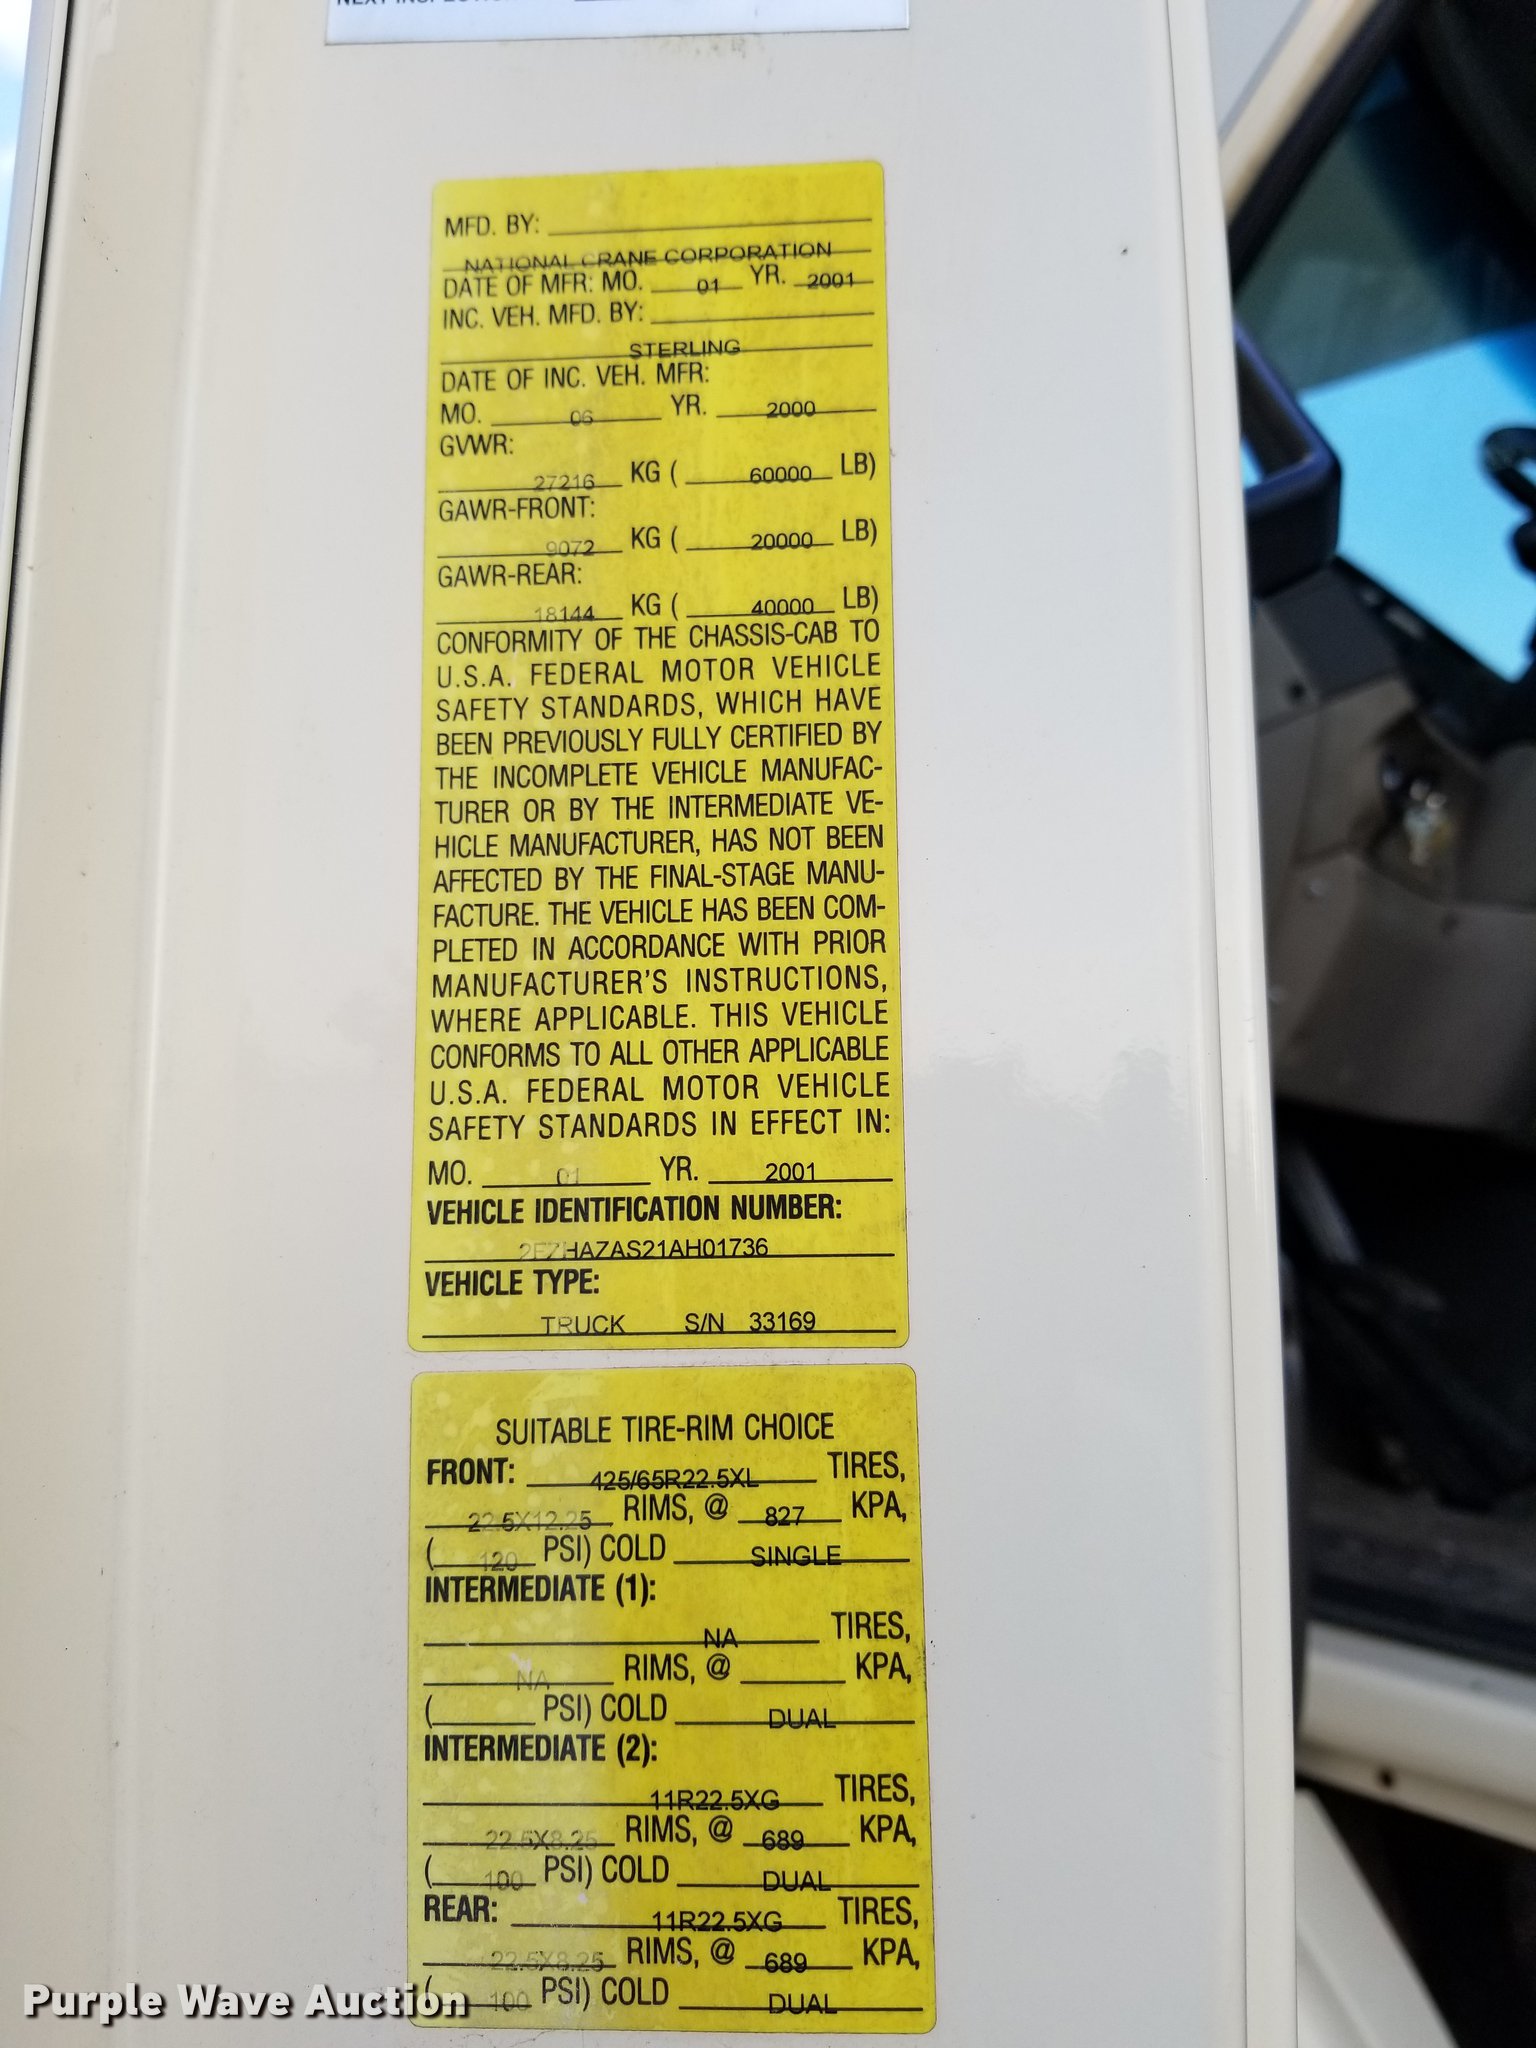 MFD. BY:
NATIONAL CRANE CORPORATION
DATE OF MFR: MO. 01 YR. 2001
INC. VEH. MFD. BY:
STERLING
DATE OF INC. VEH. MFR:
MO. 06 YR. 2000
GVWR:
27216 KG ( 60000 LB)
GAWR-FRONT:
9072 KG ( 20000 LB)
GAWR-REAR:
18144 KG ( 40000 LB)
CONFORMITY OF THE CHASSIS-CAB TO
U.S.A. FEDERAL MOTOR VEHICLE
SAFETY STANDARDS, WHICH HAVE
BEEN PREVIOUSLY FULLY CERTIFIED BY
THE INCOMPLETE VEHICLE MANUFAC-
TURER OR BY THE INTERMEDIATE VE-
HICLE MANUFACTURER, HAS NOT BEEN
AFFECTED BY THE FINAL-STAGE MANU-
FACTURE. THE VEHICLE HAS BEEN COM-
PLETED IN ACCORDANCE WITH PRIOR
MANUFACTURER'S INSTRUCTIONS,
WHERE APPLICABLE. THIS VEHICLE
CONFORMS TO ALL OTHER APPLICABLE
U.S.A. FEDERAL MOTOR VEHICLE
SAFETY STANDARDS IN EFFECT IN:
MO. 01 YR. 2001
VEHICLE IDENTIFICATION NUMBER:
2FZHAZAS21AH01736
VEHICLE TYPE:
TRUCK S/N 33169
SUITABLE TIRE-RIM CHOICE
FRONT: 425/65R22.5XL TIRES,
22.5X12.25 RIMS, @ 827 KPA,
( 120 PSI) COLD SINGLE
INTERMEDIATE (1):
NA TIRES,
NA RIMS, @ KPA,
( PSI) COLD DUAL
INTERMEDIATE (2):
11R22.5XG TIRES,
22.5X8.25 RIMS, @ 689 KPA,
( 100 PSI) COLD DUAL
REAR: 11R22.5XG TIRES,
22.5X8.25 RIMS, @ 689 KPA,
( 100 PSI) COLD DUAL
Purple Wave Auction